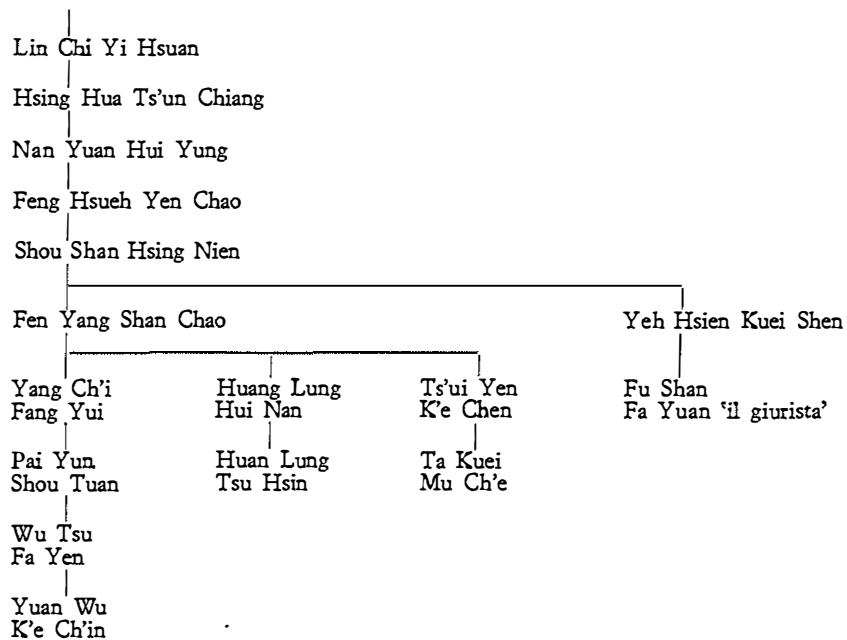 Lin Chi Yi Hsuan
Hsing Hua Ts'un Chiang
Nan Yuan Hui Yung
Feng Hsueh Yen Chao
Shou Shan Hsing Nien
Fen Yang Shan Chao
Yeh Hsien Kuei Shen
Yang Ch'i
Fang Yui
Huang Lung
Hui Nan
Ts'ui Yen
K'e Chen
Fu Shan
Fa Yuan 'il giurista'
Pai Yun
Shou Tuan
Huan Lung
Tsu Hsin
Ta Kuei
Mu Ch'e
Wu Tsu
Fa Yen
Yuan Wu
K'e Ch'in